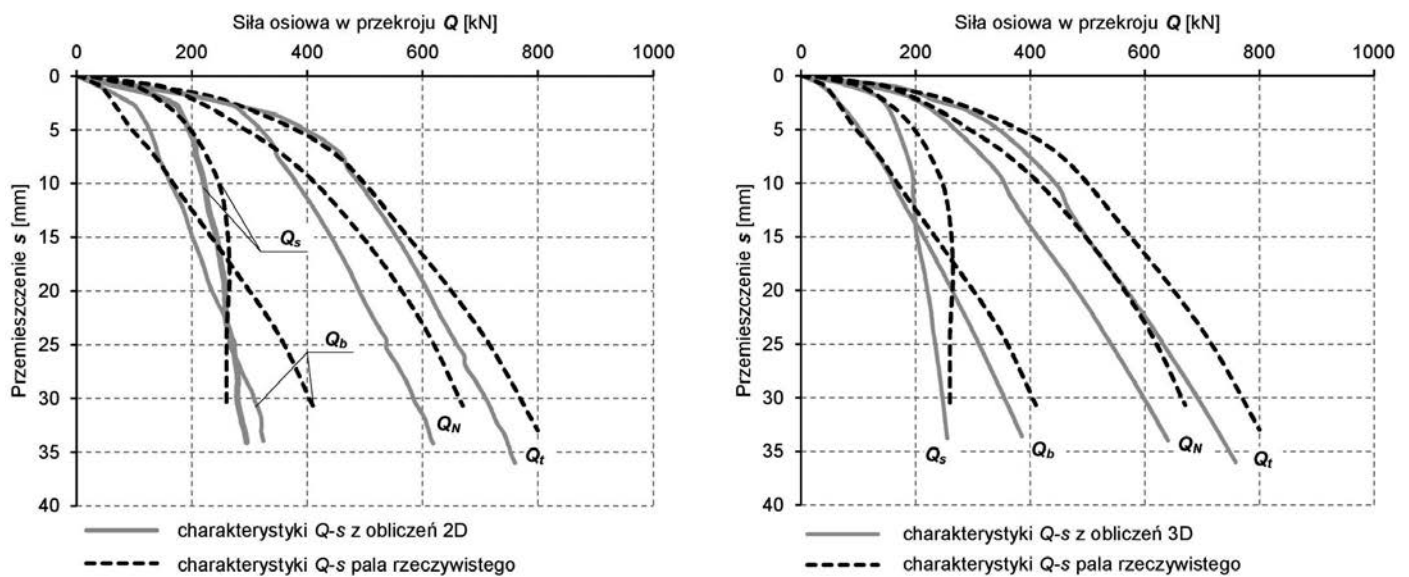 Siła osiowa w przekroju Q [kN]
0 200 400 600 800 1000
Przemieszczenie s [mm]
0
5
10
15
20
25
30
35
40
Qs
Qb
QN
Qt
charakterystyki Q-s z obliczeń 2D
charakterystyki Q-s pala rzeczywistego
Siła osiowa w przekroju Q [kN]
0 200 400 600 800 1000
Przemieszczenie s [mm]
0
5
10
15
20
25
30
35
40
Qs
Qb
QN
Qt
charakterystyki Q-s z obliczeń 3D
charakterystyki Q-s pala rzeczywistego